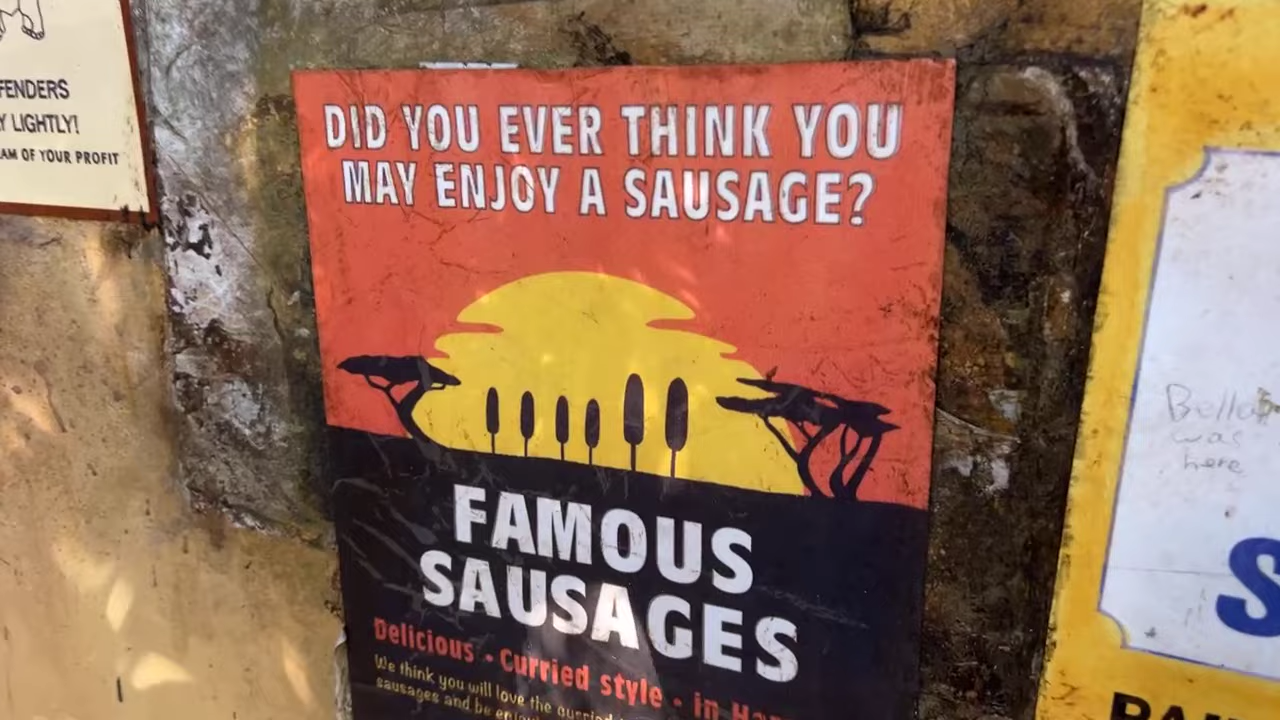 FENDERS
Y LIGHTLY!
AM OF YOUR PROFIT
DID YOU EVER THINK YOU
MAY ENJOY A SAUSAGE?
FAMOUS
SAUSAGES
Delicious · Curried style · in
We think you will love the curried
sausages and be
was
here
S